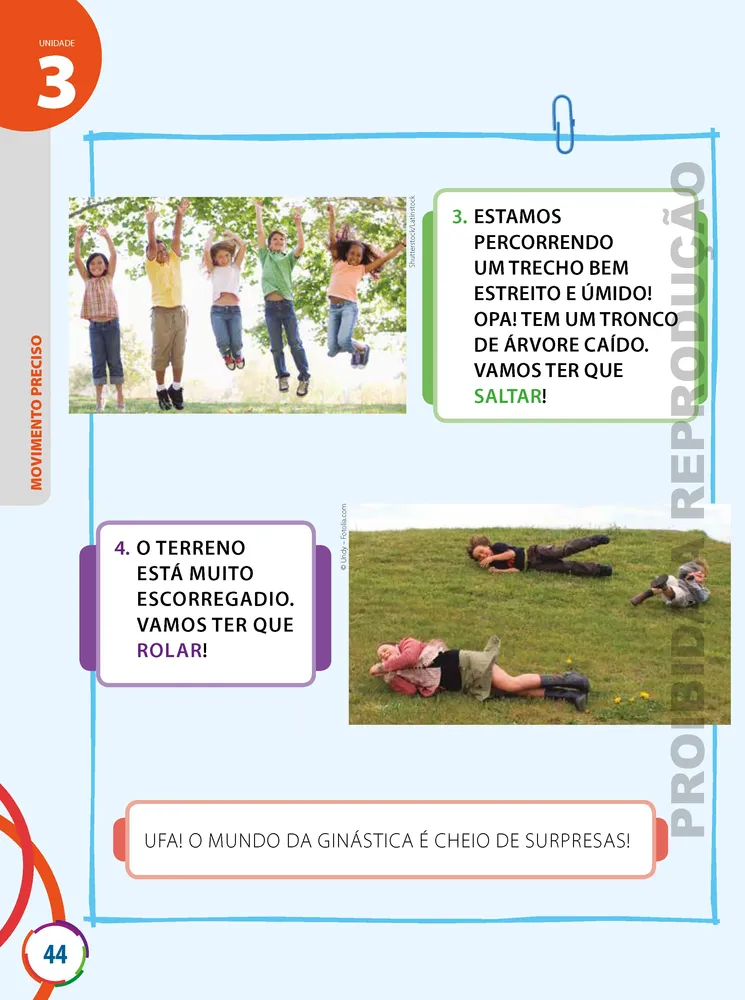 UNIDADE
3
MOVIMENTO PRECISO
Shutterstock/Latinstock
3. ESTAMOS
PERCORRENDO
UM TRECHO BEM
ESTREITO E ÚMIDO!
OPA! TEM UM TRONCO
DE ÁRVORE CAÍDO.
VAMOS TER QUE
SALTAR!
© Undy – Fotolia.com
4. O TERRENO
ESTÁ MUITO
ESCORREGADIO.
VAMOS TER QUE
ROLAR!
UFA! O MUNDO DA GINÁSTICA É CHEIO DE SURPRESAS!
PROIBIDA A REPRODUÇÃO
44